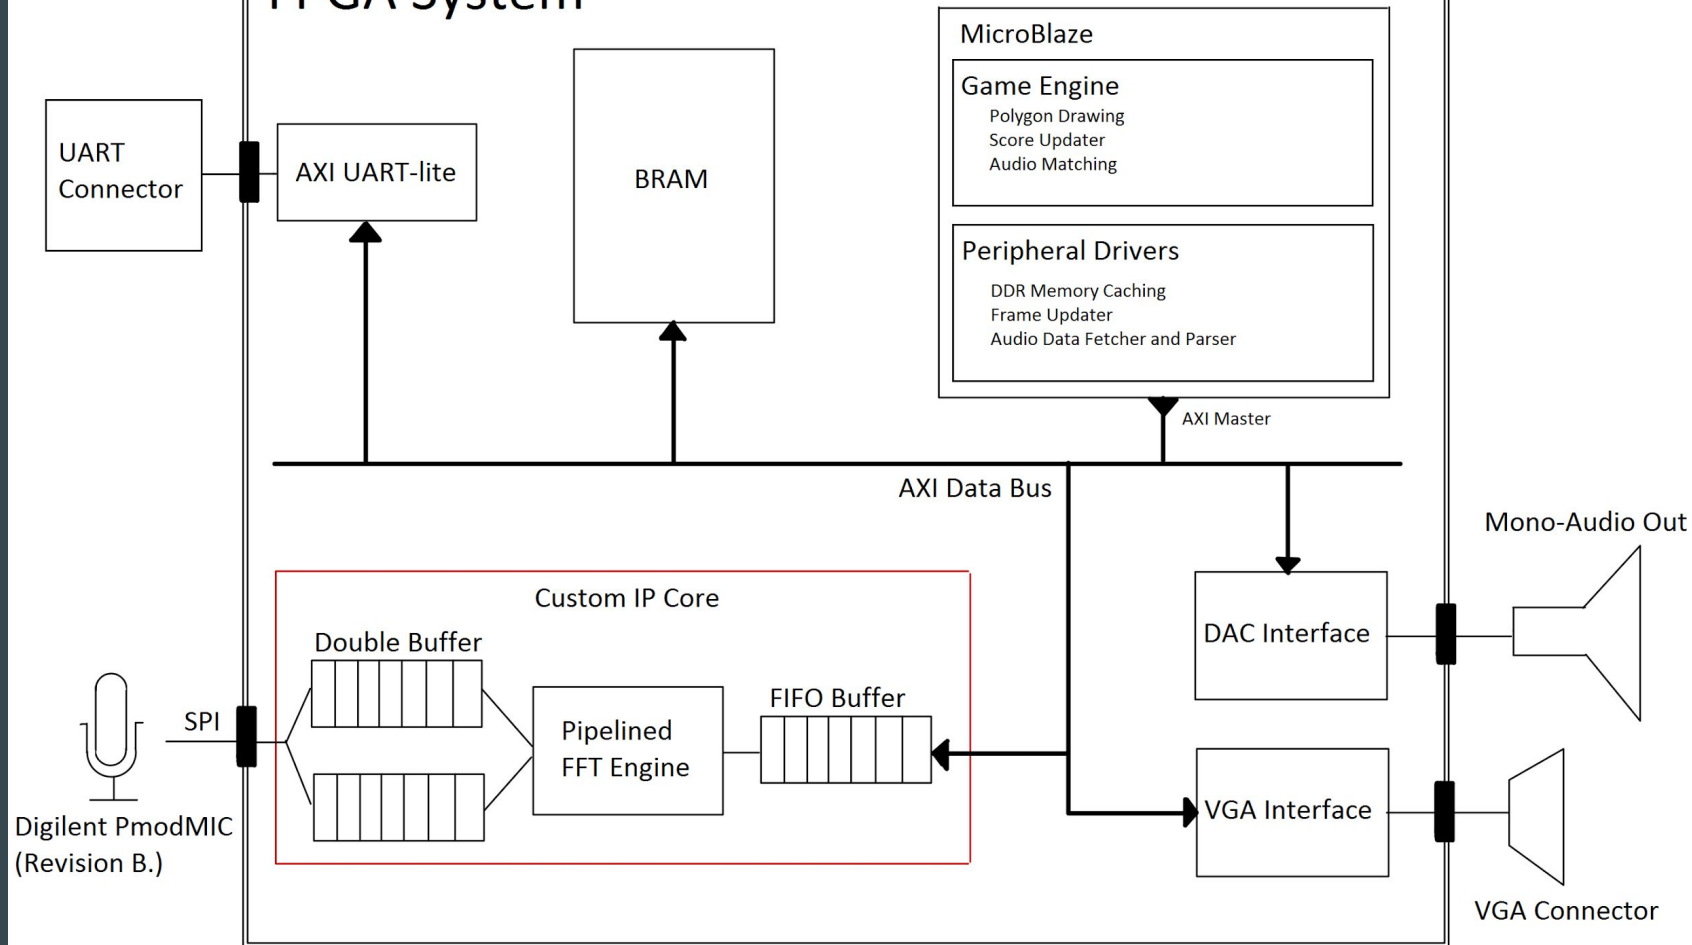 FPGA System
MicroBlaze
Game Engine
Polygon Drawing
Score Updater
Audio Matching
UART
Connector
AXI UART-lite
BRAM
Peripheral Drivers
DDR Memory Caching
Frame Updater
Audio Data Fetcher and Parser
AXI Master
AXI Data Bus
Mono-Audio Out
Custom IP Core
Double Buffer
DAC Interface
FIFO Buffer
SPI
Pipelined
FFT Engine
VGA Interface
Digilent PmodMIC
(Revision B.)
VGA Connector